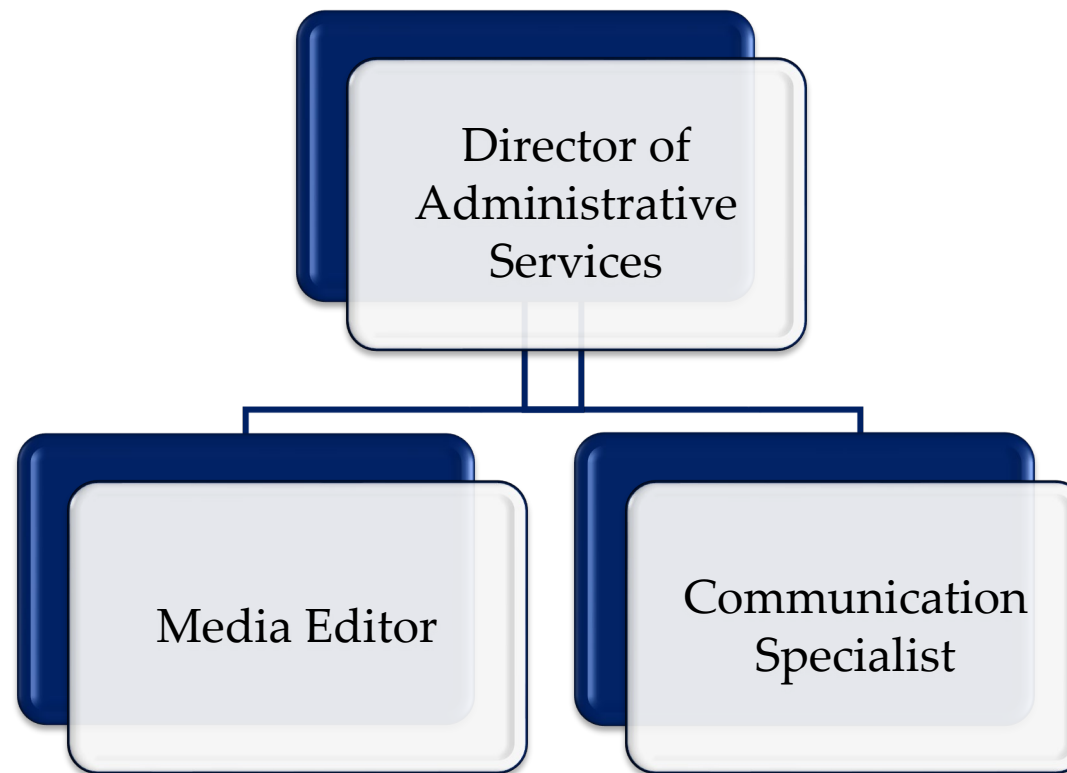 Director of
Administrative
Services
Media Editor
Communication
Specialist